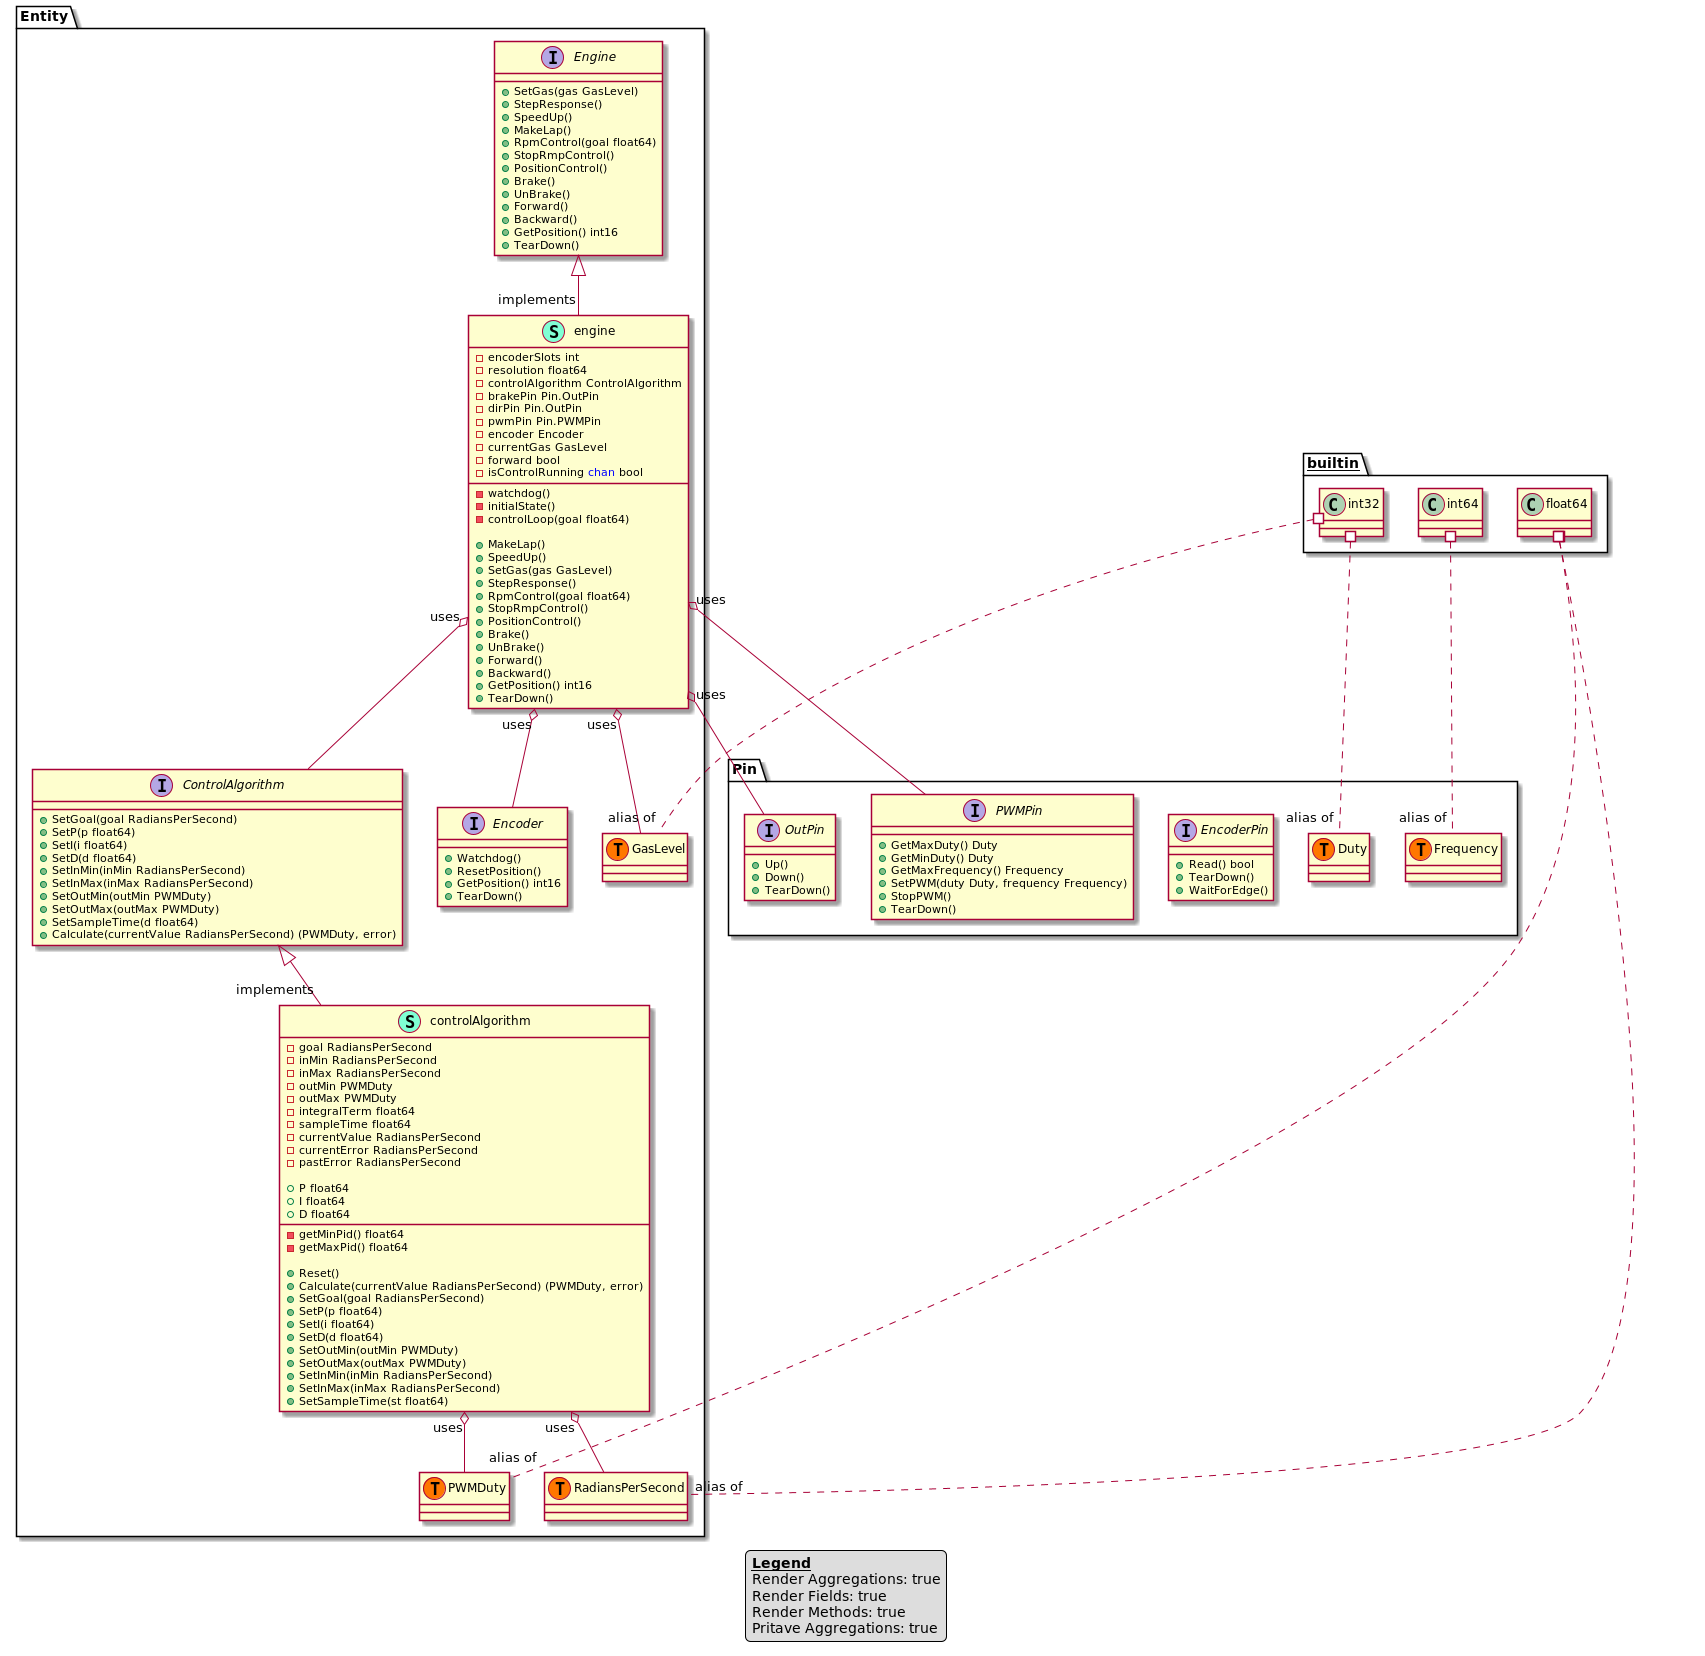 Entity
I Engine
SetGas(gas GasLevel)
StepResponse()
SpeedUp()
MakeLap()
RpmControl(goal float64)
StopRmpControl()
PositionControl()
Brake()
UnBrake()
Forward()
Backward()
GetPosition() int16
TearDown()
implements
S engine
encoderSlots int
resolution float64
controlAlgorithm ControlAlgorithm
brakePin Pin.OutPin
dirPin Pin.OutPin
pwmPin Pin.PWMPin
encoder Encoder
currentGas GasLevel
forward bool
isControlRunning chan bool
watchdog()
initialState()
controlLoop(goal float64)
MakeLap()
SpeedUp()
SetGas(gas GasLevel)
StepResponse()
RpmControl(goal float64)
StopRmpControl()
PositionControl()
Brake()
UnBrake()
Forward()
Backward()
GetPosition() int16
TearDown()
uses
uses
uses
uses
uses
builtin
C int32
C int64
C float64
I ControlAlgorithm
SetGoal(goal RadiansPerSecond)
SetP(p float64)
SetI(i float64)
SetD(d float64)
SetInMin(inMin RadiansPerSecond)
SetInMax(inMax RadiansPerSecond)
SetOutMin(outMin PWMDuty)
SetOutMax(outMax PWMDuty)
SetSampleTime(d float64)
Calculate(currentValue RadiansPerSecond) (PWMDuty, error)
I Encoder
Watchdog()
ResetPosition()
GetPosition() int16
TearDown()
alias of
T GasLevel
Pin
I OutPin
Up()
Down()
TearDown()
I PWMPin
GetMaxDuty() Duty
GetMinDuty() Duty
GetMaxFrequency() Frequency
SetPWM(duty Duty, frequency Frequency)
StopPWM()
TearDown()
I EncoderPin
Read() bool
TearDown()
WaitForEdge()
alias of
T Duty
alias of
T Frequency
implements
S controlAlgorithm
goal RadiansPerSecond
inMin RadiansPerSecond
inMax RadiansPerSecond
outMin PWMDuty
outMax PWMDuty
integralTerm float64
sampleTime float64
currentValue RadiansPerSecond
currentError RadiansPerSecond
pastError RadiansPerSecond
P float64
I float64
D float64
getMinPid() float64
getMaxPid() float64
Reset()
Calculate(currentValue RadiansPerSecond) (PWMDuty, error)
SetGoal(goal RadiansPerSecond)
SetP(p float64)
SetI(i float64)
SetD(d float64)
SetOutMin(outMin PWMDuty)
SetOutMax(outMax PWMDuty)
SetInMin(inMin RadiansPerSecond)
SetInMax(inMax RadiansPerSecond)
SetSampleTime(st float64)
uses
uses
alias of
T PWMDuty
T RadiansPerSecond
alias of
Legend
Render Aggregations: true
Render Fields: true
Render Methods: true
Pritave Aggregations: true